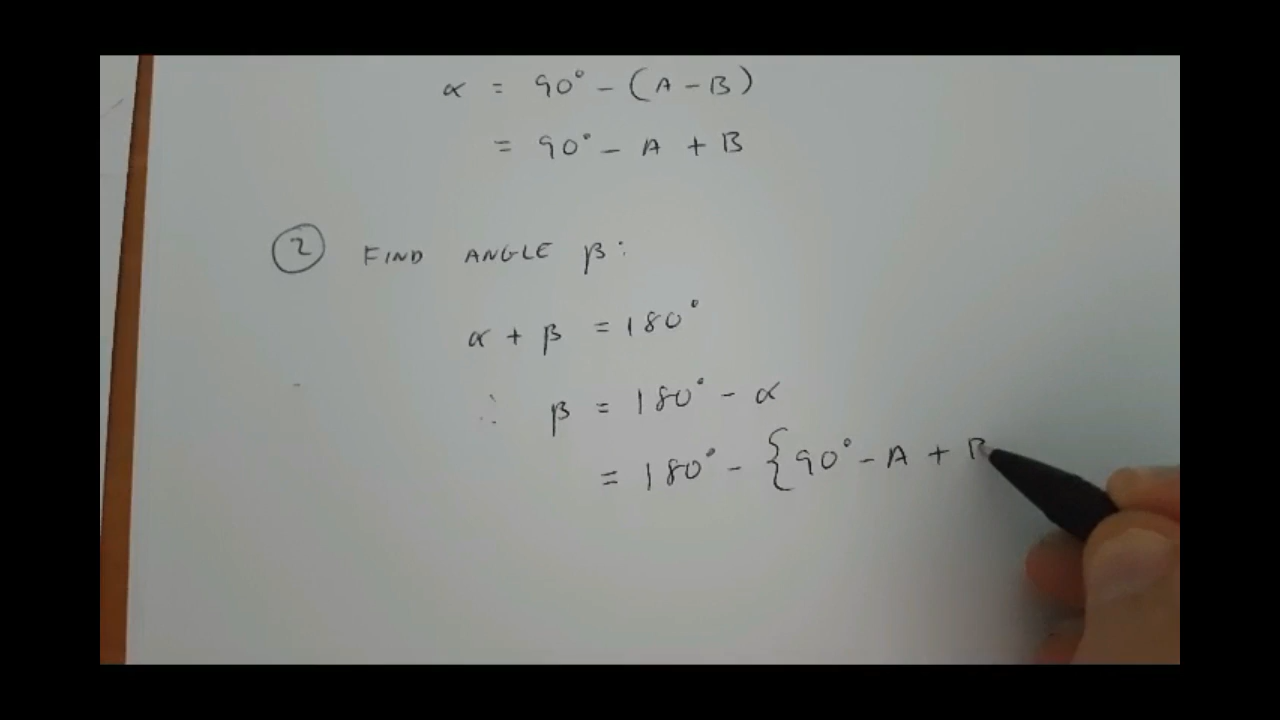 α = 90° - (A - B)
= 90° - A + B
② FIND ANGLE β:
α + β = 180°
∴ β = 180° - α
= 180° - {90° - A + B